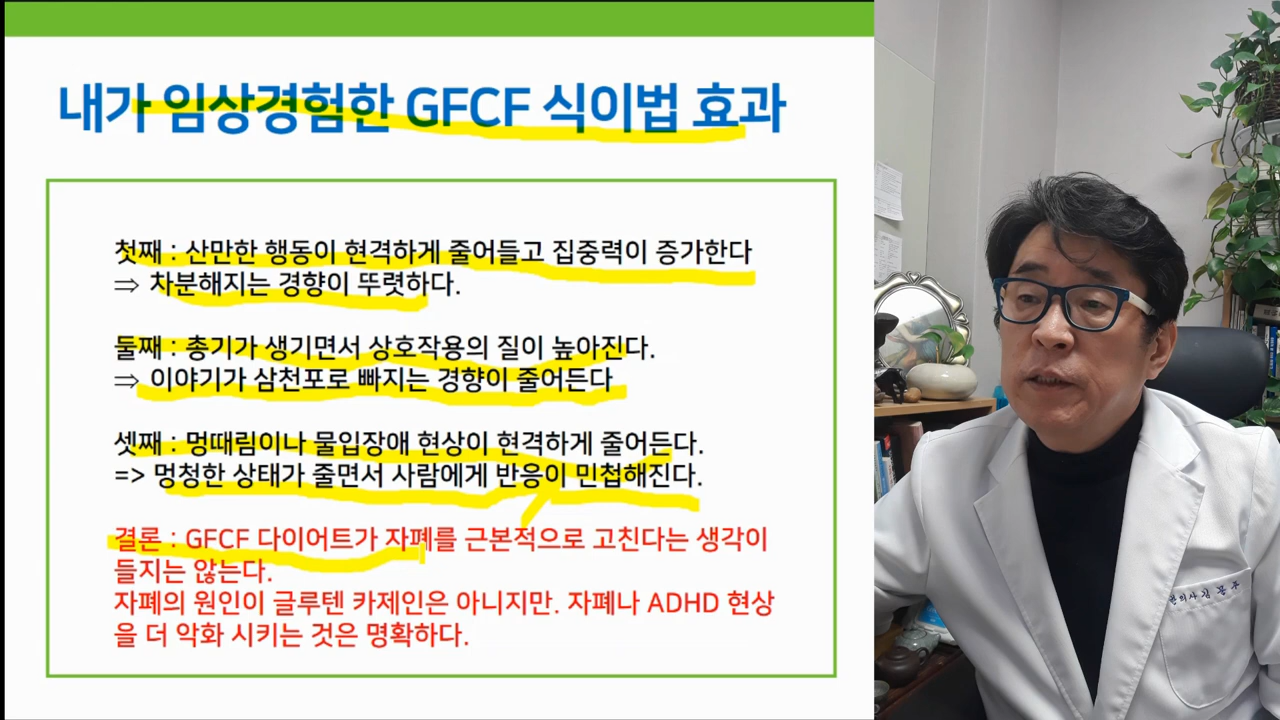 내가 임상경험한 GFCF 식이법 효과
첫째 : 산만한 행동이 현격하게 줄어들고 집중력이 증가한다
⇒ 차분해지는 경향이 뚜렷하다.
둘째 : 총기가 생기면서 상호작용의 질이 높아진다.
⇒ 이야기가 삼천포로 빠지는 경향이 줄어든다
셋째 : 멍때림이나 몰입장애 현상이 현격하게 줄어든다.
=> 멍청한 상태가 줄면서 사람에게 반응이 민첩해진다.
결론 : GFCF 다이어트가 자폐를 근본적으로 고친다는 생각이
들지는 않는다.
자폐의 원인이 글루텐 카제인은 아니지만. 자폐나 ADHD 현상
을 더 악화 시키는 것은 명확하다.